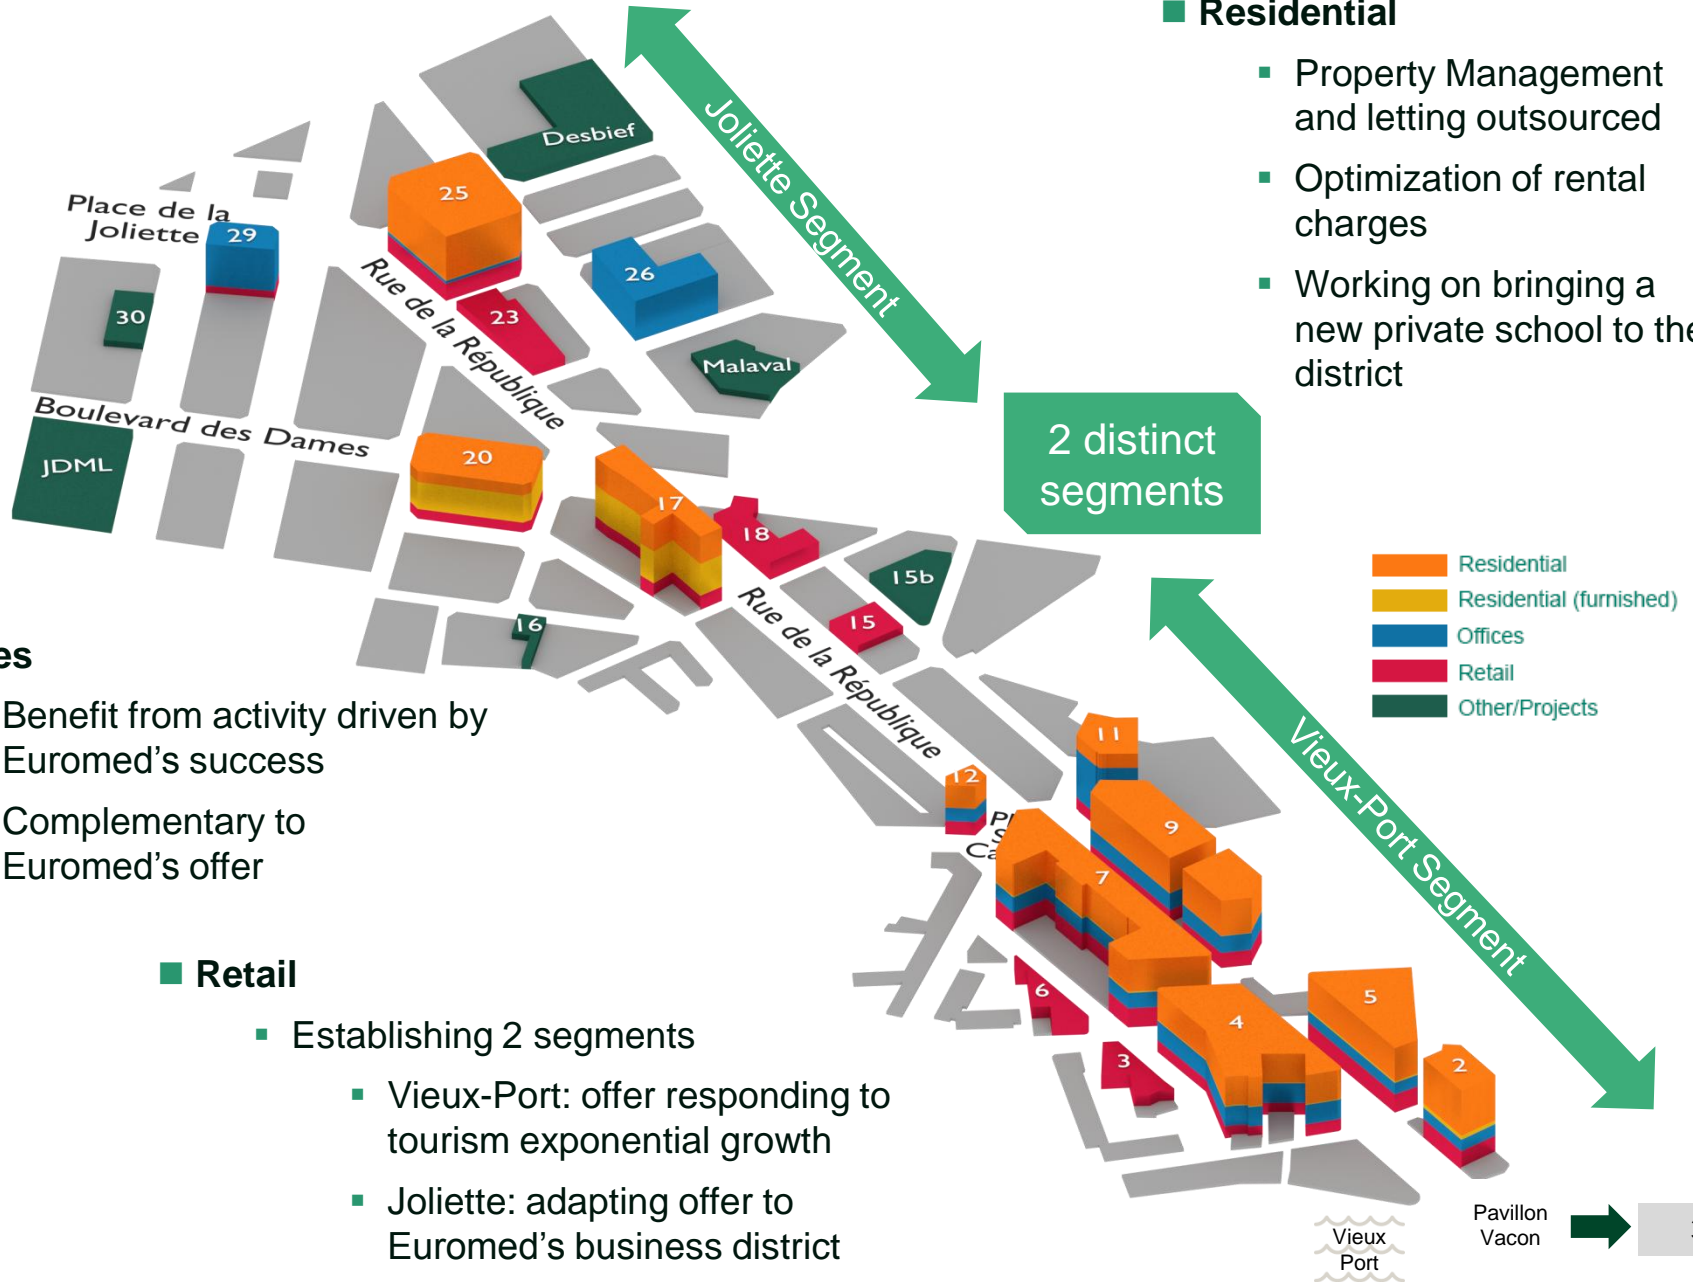 Residential
Property Management
and letting outsourced
Optimization of rental
charges
Working on bringing a
new private school to the
district
Joliette Segment
Desbief
25
Place de la
Joliette
29
26
30
23
Rue de la République
Malaval
Boulevard des Dames
JDML
20
17
18
15b
15
16
2 distinct
segments
Residential
Residential (furnished)
Offices
Retail
Other/Projects
Rue de la République
Vieux-Port Segment
11
12
9
7
6
5
4
3
2
es
Benefit from activity driven by
Euromed’s success
Complementary to
Euromed’s offer
Retail
Establishing 2 segments
Vieux-Port: offer responding to
tourism exponential growth
Joliette: adapting offer to
Euromed’s business district
Vieux
Port
Pavillon
Vacon